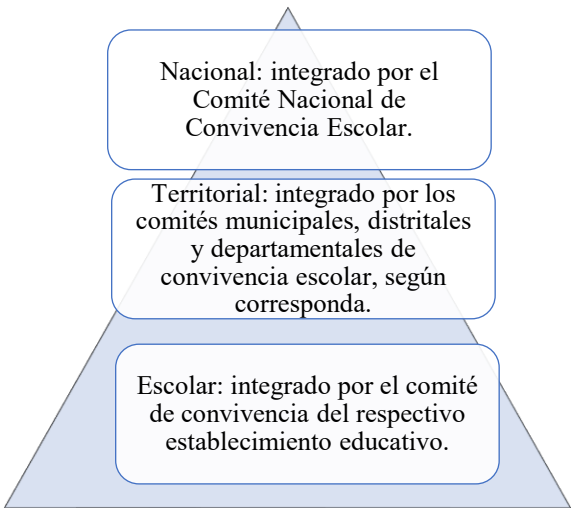 Nacional: integrado por el
Comité Nacional de
Convivencia Escolar.
Territorial: integrado por los
comités municipales, distritales
y departamentales de
convivencia escolar, según
corresponda.
Escolar: integrado por el comité
de convivencia del respectivo
establecimiento educativo.